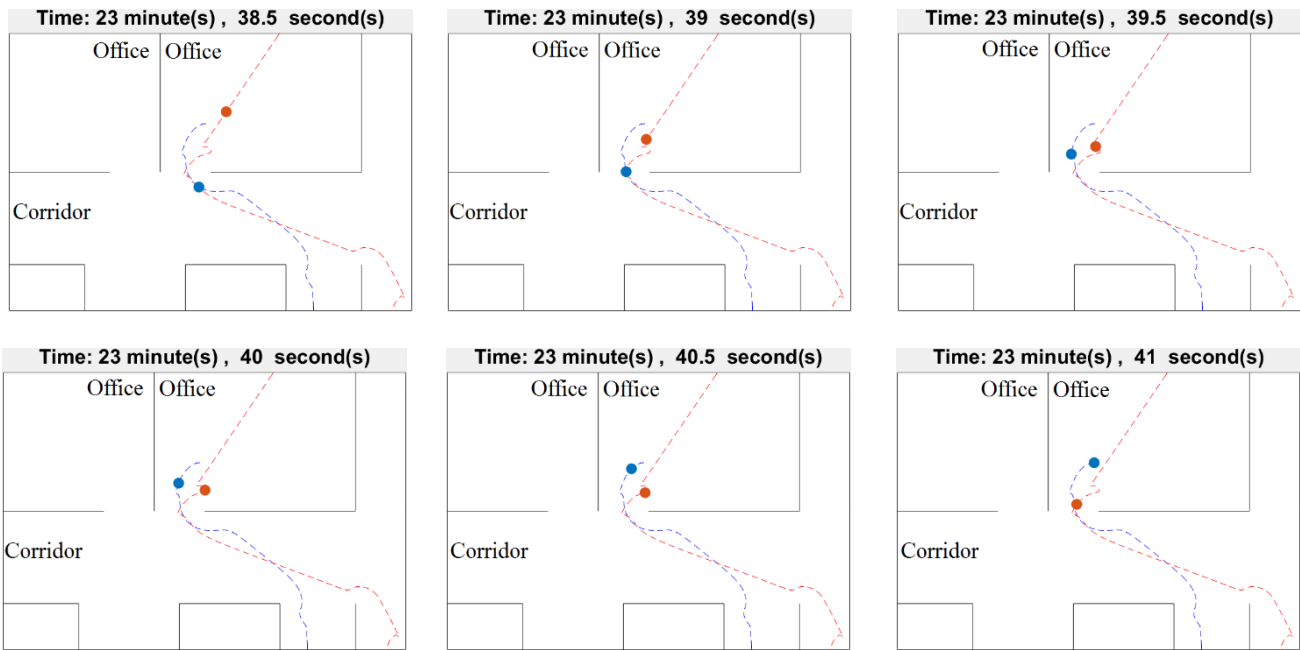 Time: 23 minute(s) ,  38.5  second(s)
Office Office
Corridor
Time: 23 minute(s) ,  39  second(s)
Office Office
Corridor
Time: 23 minute(s) ,  39.5  second(s)
Office Office
Corridor
Time: 23 minute(s) ,  40  second(s)
Office Office
Corridor
Time: 23 minute(s) ,  40.5  second(s)
Office Office
Corridor
Time: 23 minute(s) ,  41  second(s)
Office Office
Corridor